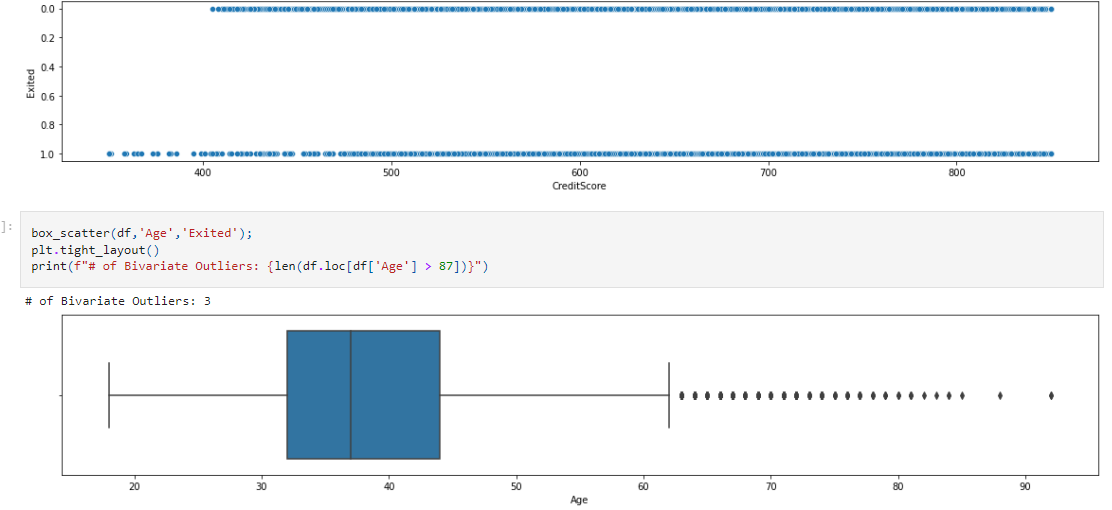 0.0
0.2
0.4
0.6
0.8
1.0
Exited
400 500 600 700 800
CreditScore
]:
box_scatter(df,'Age','Exited');
plt.tight_layout()
print(f"# of Bivariate Outliers: {len(df.loc[df['Age'] > 87])}")
# of Bivariate Outliers: 3
20 30 40 50 60 70 80 90
Age